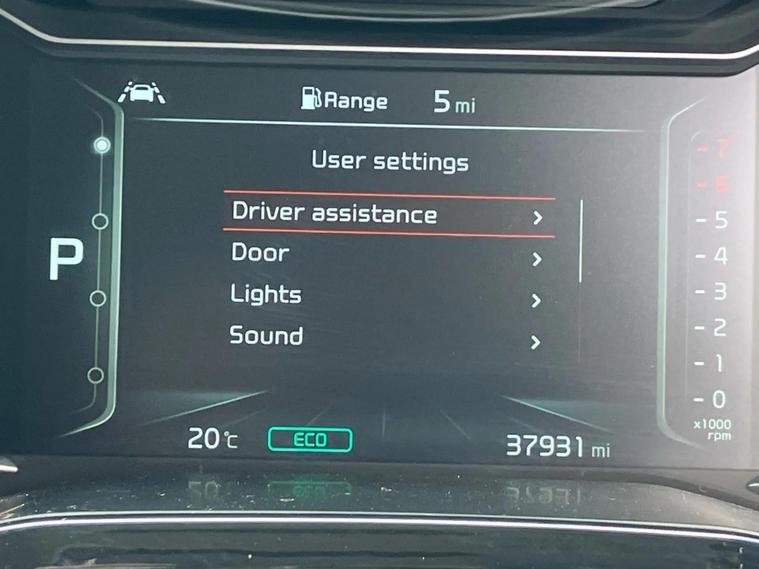 Range 5 mi
User settings
Driver assistance
Door
Lights
Sound
P
7
6
5
4
3
2
1
0
x1000
rpm
20°C ECO 37931 mi